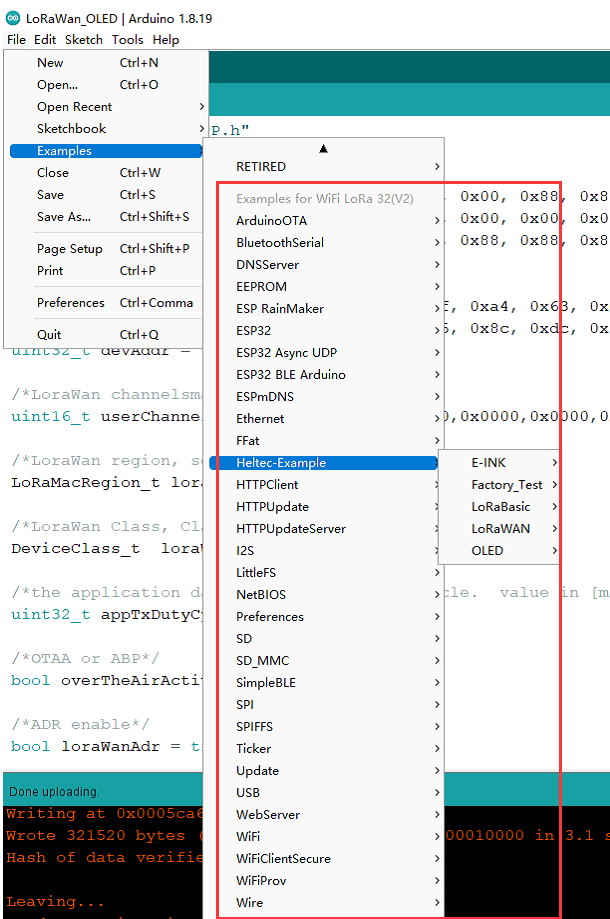 LoRaWan_OLED | Arduino 1.8.19
File Edit Sketch Tools Help
New Ctrl+N
Open... Ctrl+O
Open Recent
Sketchbook
Examples
Close Ctrl+W
Save Ctrl+S
Save As... Ctrl+Shift+S
Page Setup Ctrl+Shift+P
Print Ctrl+P
Preferences Ctrl+Comma
Quit Ctrl+Q
RETIRED
Examples for WiFi LoRa 32(V2)
ArduinoOTA
BluetoothSerial
DNSServer
EEPROM
ESP RainMaker
ESP32
ESP32 Async UDP
ESP32 BLE Arduino
ESPmDNS
Ethernet
FFat
Heltec-Example
HTTPClient
HTTPUpdate
HTTPUpdateServer
I2S
LittleFS
NetBIOS
Preferences
SD
SD_MMC
SimpleBLE
SPI
SPIFFS
Ticker
Update
USB
WebServer
WiFi
WiFiClientSecure
WiFiProv
Wire
E-INK
Factory_Test
LoRaBasic
LoRaWAN
OLED
P.h"
0x00, 0x88, 0x8
0x00, 0x00, 0x0
0x88, 0x88, 0x8
, 0xa4, 0x63, 0x
, 0x8c, 0xdc, 0x
uint32_t devAddr =
/*LoraWan channelsma
uint16_t userChannel 0,0x0000,0x0000,0
/*LoraWan region, se
LoRaMacRegion_t lora
/*LoraWan Class, Cla
DeviceClass_t loraW
/*the application da cle. value in [m
uint32_t appTxDutyCy
/*OTAA or ABP*/
bool overTheAirActiv
/*ADR enable*/
bool loraWanAdr = t
Done uploading.
Writing at 0x0005ca6
Wrote 321520 bytes ( 00010000 in 3.1 s
Hash of data verifie
Leaving...